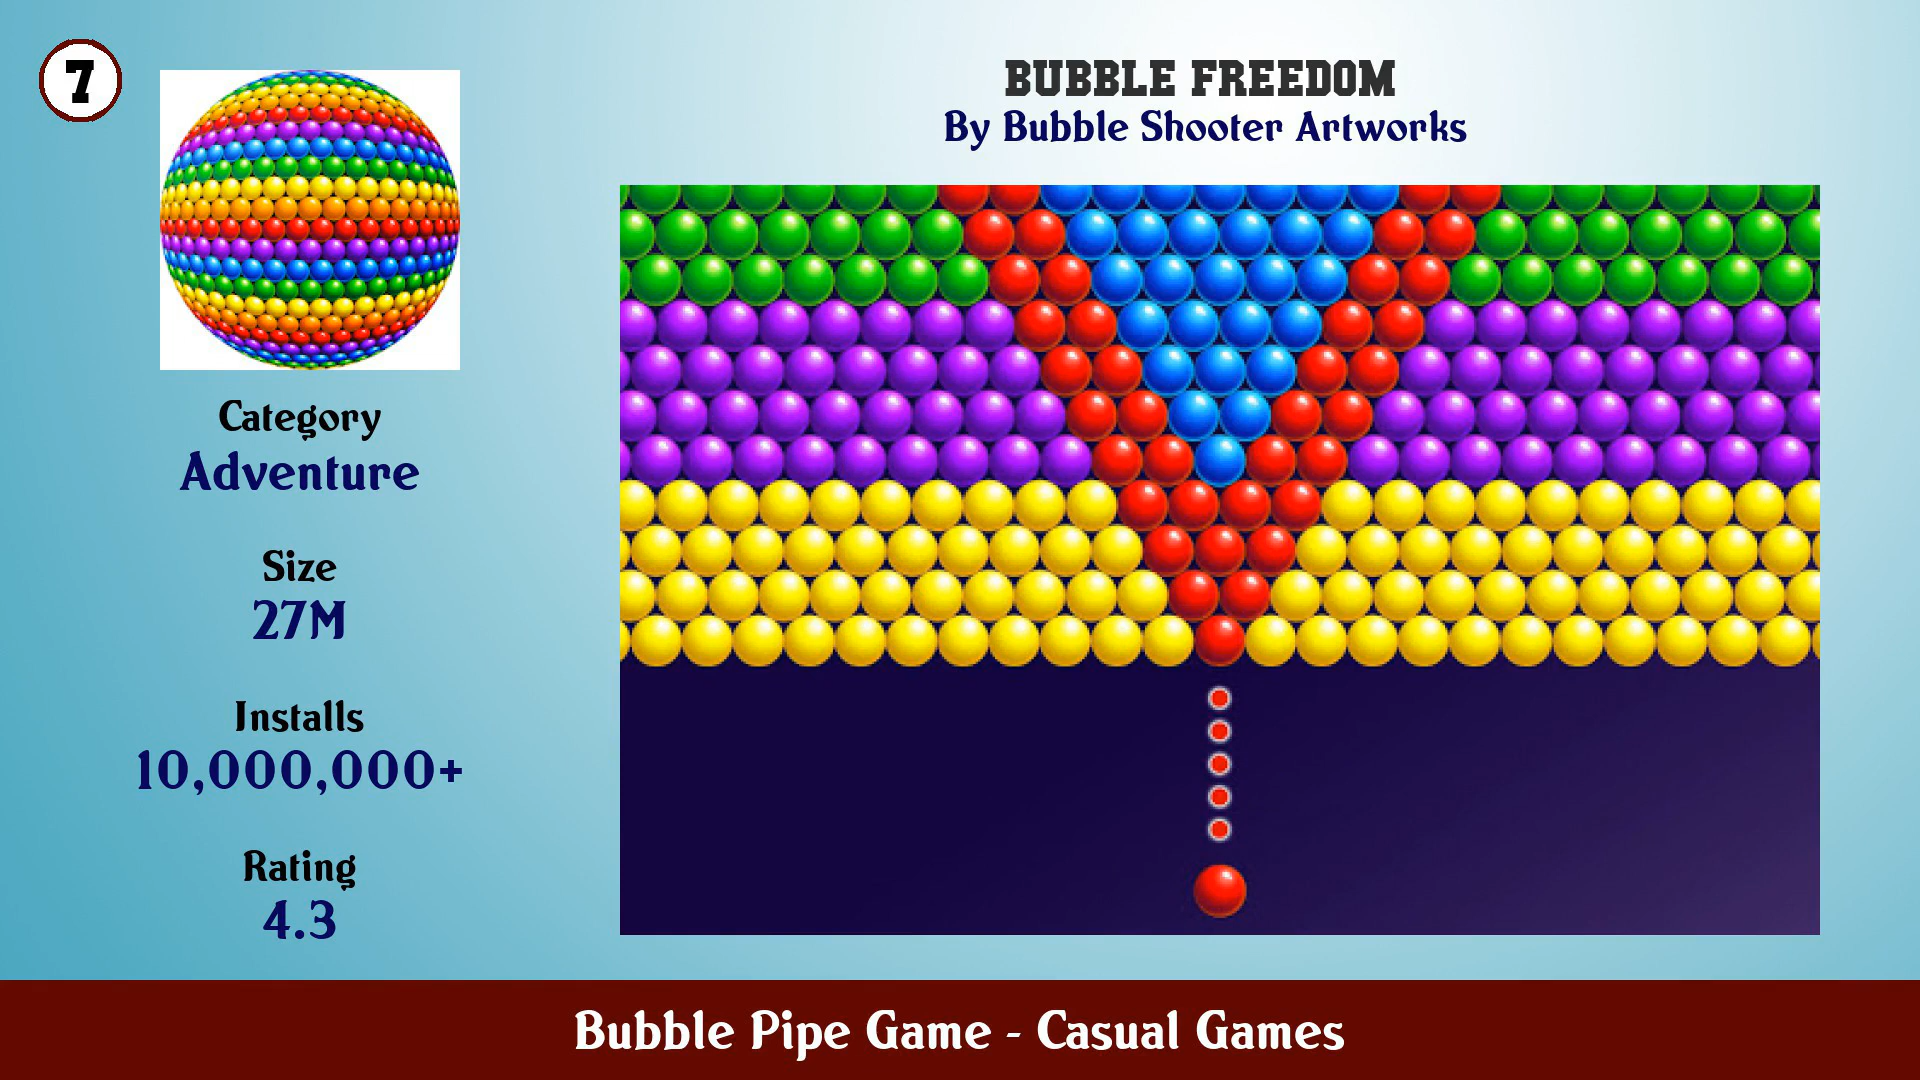 7
BUBBLE FREEDOM
By Bubble Shooter Artworks
Category
Adventure
Size
27M
Installs
10,000,000+
Rating
4.3
Bubble Pipe Game - Casual Games